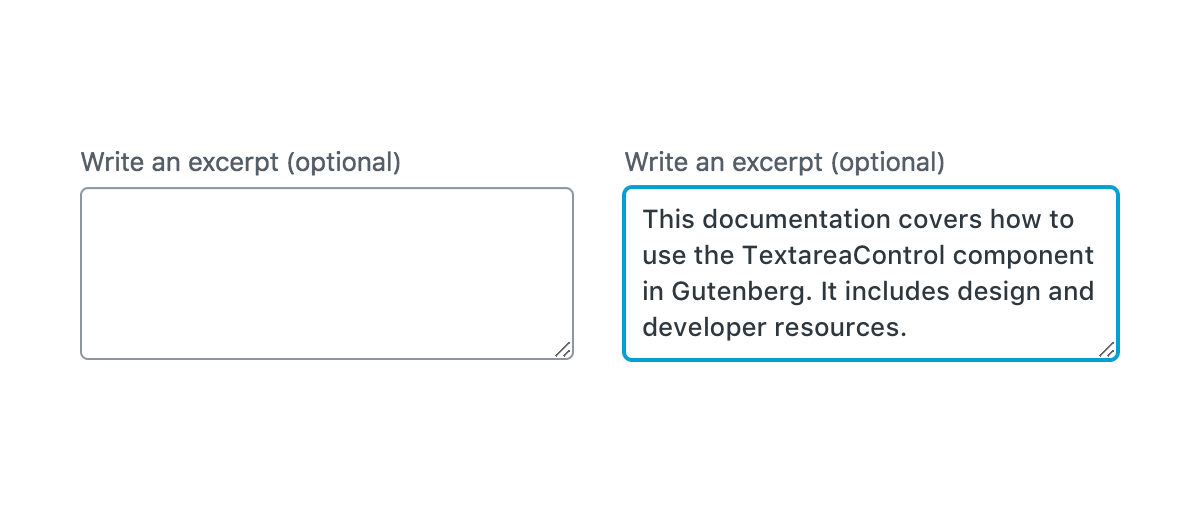 Write an excerpt (optional)
Write an excerpt (optional)
This documentation covers how to
use the TextareaControl component
in Gutenberg. It includes design and
developer resources.